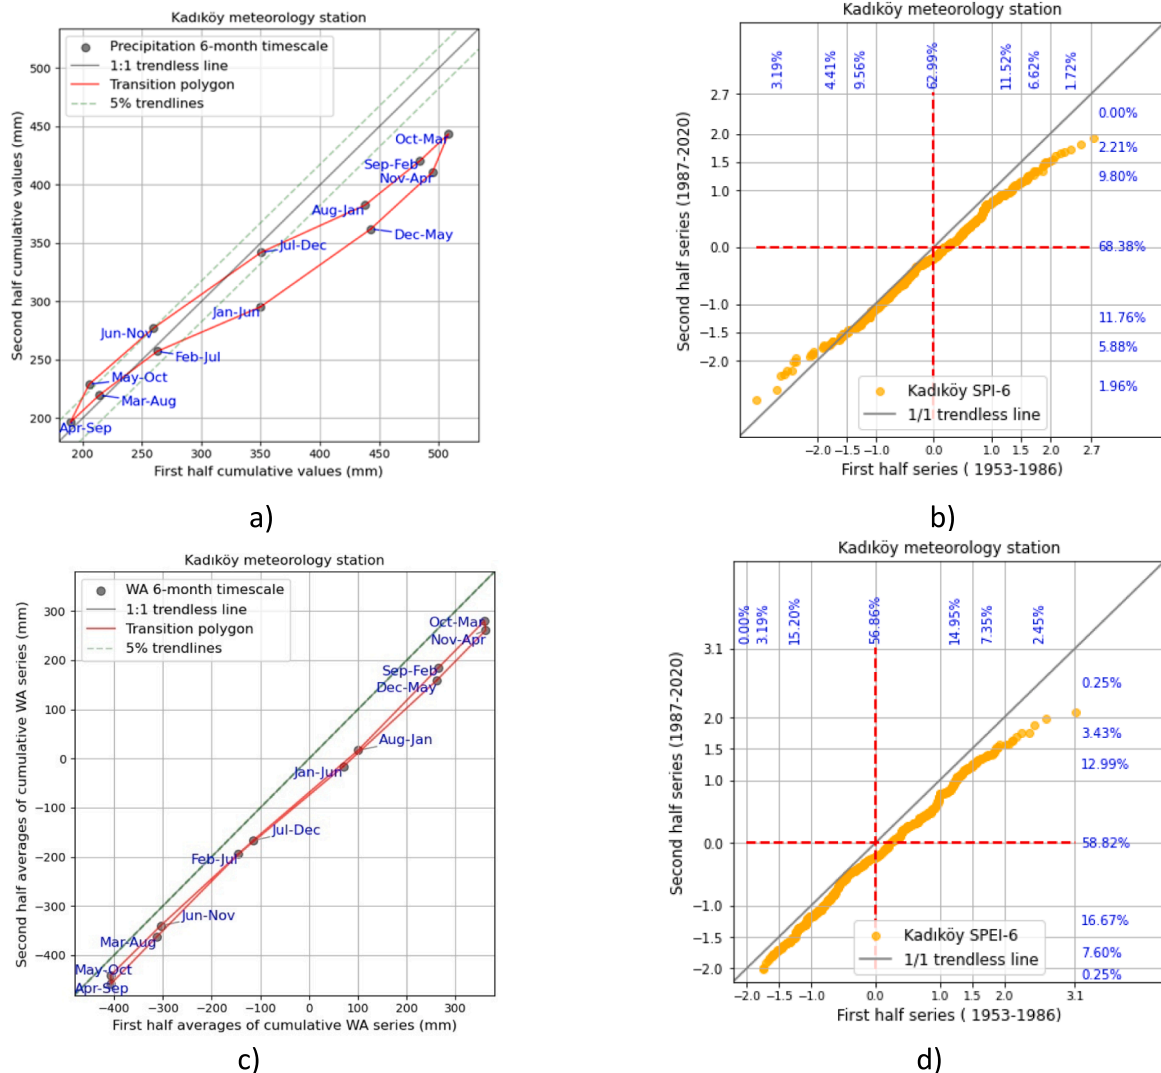 Kadıköy meteorology station
Precipitation 6-month timescale
1:1 trendless line
Transition polygon
5% trendlines
500
450
400
350
300
250
200
Second half cumulative values (mm)
Oct-Mar
Sep-Feb
Nov-Apr
Aug-Jan
Dec-May
Jul-Dec
Jan-Jun
Jun-Nov
Feb-Jul
May-Oct
Mar-Aug
Apr-Sep
200 250 300 350 400 450 500
First half cumulative values (mm)
a)
Kadıköy meteorology station
3.19% 4.41% 9.56% 62.99% 11.52% 6.62% 1.72%
2.7
2.0
1.5
1.0
0.0
−1.0
−1.5
−2.0
Second half series (1987-2020)
0.00%
2.21%
9.80%
68.38%
11.76%
5.88%
1.96%
Kadıköy SPI-6
1/1 trendless line
−2.0 −1.5 −1.0 0.0 1.0 1.5 2.0 2.7
First half series ( 1953-1986)
b)
Kadıköy meteorology station
WA 6-month timescale
1:1 trendless line
Transition polygon
5% trendlines
300
200
100
0
−100
−200
−300
−400
Second half averages of cumulative WA series (mm)
Oct-Mar
Nov-Apr
Sep-Feb
Dec-May
Aug-Jan
Jan-Jun
Jul-Dec
Feb-Jul
Jun-Nov
Mar-Aug
May-Oct
Apr-Sep
−400 −300 −200 −100 0 100 200 300
First half averages of cumulative WA series (mm)
c)
Kadıköy meteorology station
0.00% 3.19% 15.20% 56.86% 14.95% 7.35% 2.45%
3.1
2.0
1.5
1.0
0.0
−1.0
−1.5
−2.0
Second half series (1987-2020)
0.25%
3.43%
12.99%
58.82%
16.67%
7.60%
0.25%
Kadıköy SPEI-6
1/1 trendless line
−2.0 −1.0 0.0 1.0 1.5 2.0 3.1
First half series ( 1953-1986)
d)